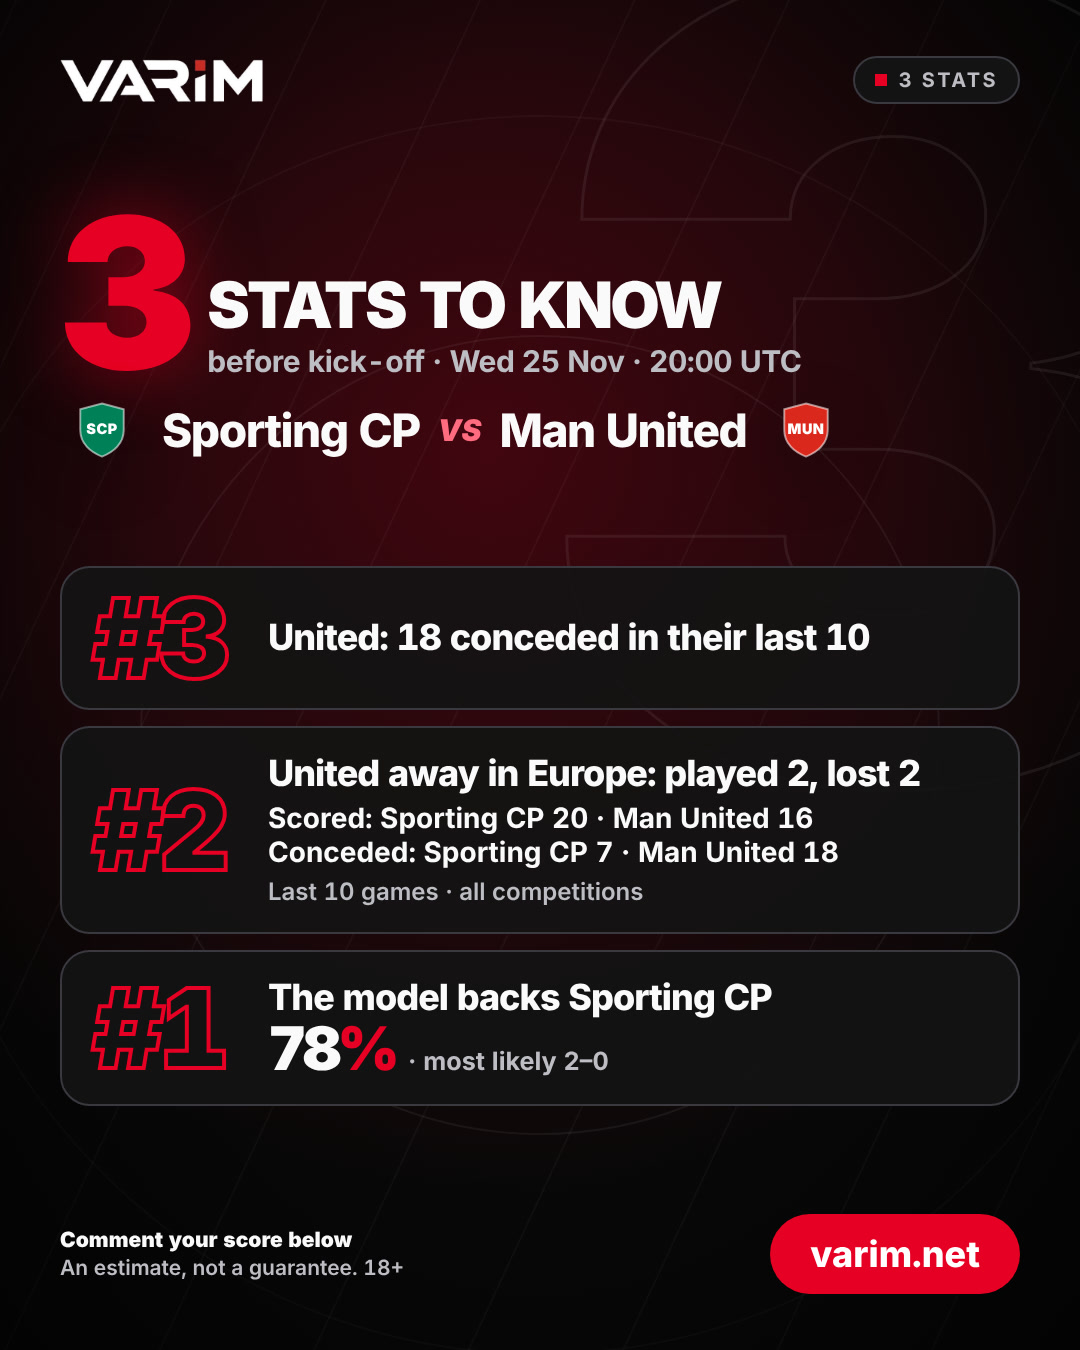 VARiM
3 STATS
3
STATS TO KNOW
before kick-off · Wed 25 Nov · 20:00 UTC
SCP
Sporting CP vs Man United
MUN
#3
United: 18 conceded in their last 10
#2
United away in Europe: played 2, lost 2
Scored: Sporting CP 20 · Man United 16
Conceded: Sporting CP 7 · Man United 18
Last 10 games · all competitions
#1
The model backs Sporting CP
78% · most likely 2–0
Comment your score below
An estimate, not a guarantee. 18+
varim.net